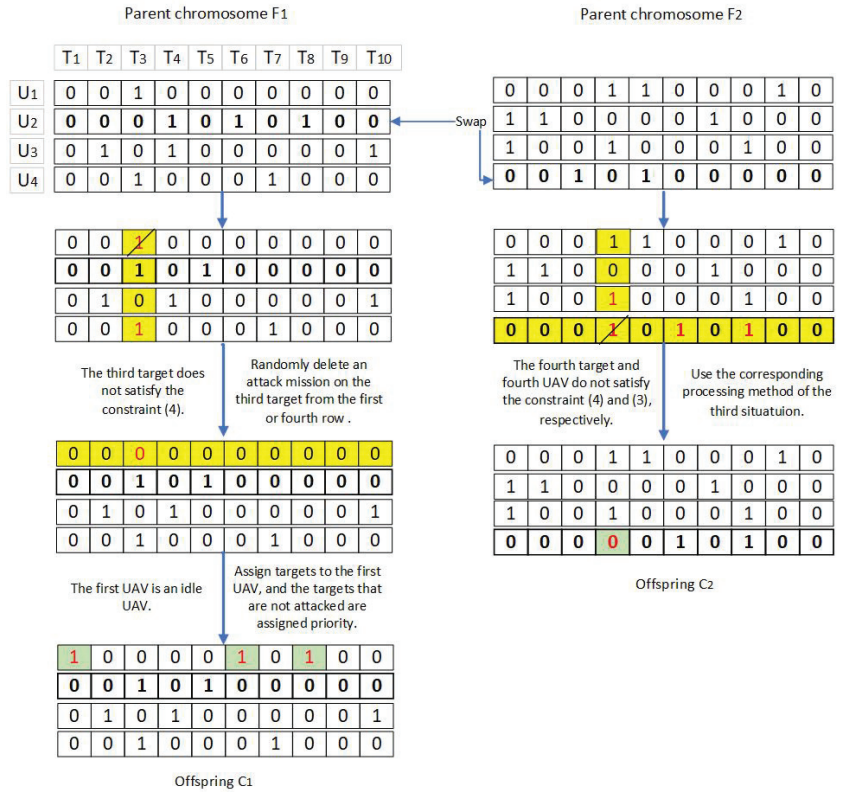 Parent chromosome F1
Parent chromosome F2
T1 T2 T3 T4 T5 T6 T7 T8 T9 T10
U1 0 0 1 0 0 0 0 0 0 0
U2 0 0 0 1 0 1 0 1 0 0
U3 0 1 0 1 0 0 0 0 0 1
U4 0 0 1 0 0 0 1 0 0 0
Swap
0 0 0 1 1 0 0 0 1 0
1 1 0 0 0 0 1 0 0 0
1 0 0 1 0 0 0 1 0 0
0 0 1 0 1 0 0 0 0 0
0 0 1 0 0 0 0 0 0 0
0 0 1 0 1 0 0 0 0 0
0 1 0 1 0 0 0 0 0 1
0 0 1 0 0 0 1 0 0 0
0 0 0 1 1 0 0 0 1 0
1 1 0 0 0 0 1 0 0 0
1 0 0 1 0 0 0 1 0 0
0 0 0 1 0 1 0 1 0 0
The third target does
not satisfy the
constraint (4).
Randomly delete an
attack mission on the
third target from the first
or fourth row .
The fourth target and
fourth UAV do not satisfy
the constraint (4) and (3),
respectively.
Use the corresponding
processing method of the
third situatuion.
0 0 0 0 0 0 0 0 0 0
0 0 1 0 1 0 0 0 0 0
0 1 0 1 0 0 0 0 0 1
0 0 1 0 0 0 1 0 0 0
0 0 0 1 1 0 0 0 1 0
1 1 0 0 0 0 1 0 0 0
1 0 0 1 0 0 0 1 0 0
0 0 0 0 0 1 0 1 0 0
Offspring C2
The first UAV is an idle
UAV.
Assign targets to the first
UAV, and the targets that
are not attacked are
assigned priority.
1 0 0 0 0 1 0 1 0 0
0 0 1 0 1 0 0 0 0 0
0 1 0 1 0 0 0 0 0 1
0 0 1 0 0 0 1 0 0 0
Offspring C1